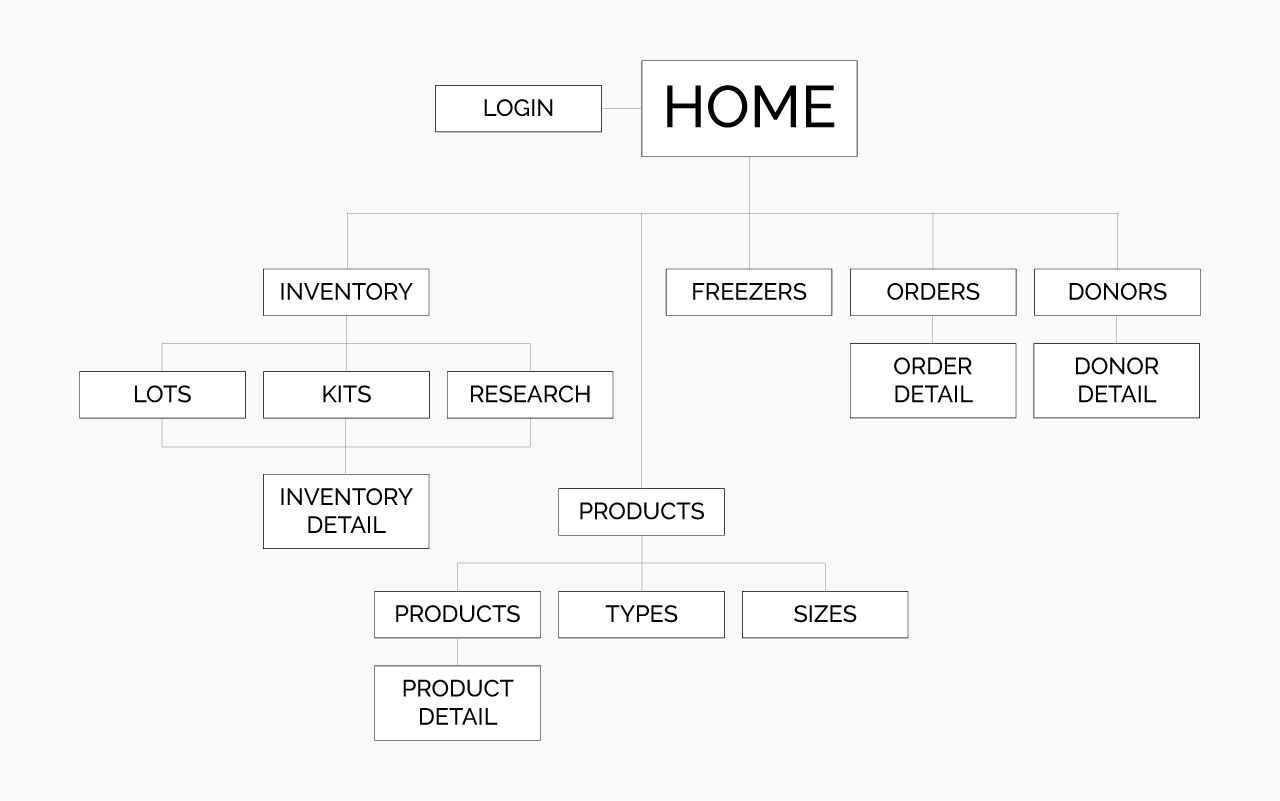 LOGIN
HOME
INVENTORY
FREEZERS
ORDERS
DONORS
LOTS
KITS
RESEARCH
ORDER
DETAIL
DONOR
DETAIL
INVENTORY
DETAIL
PRODUCTS
PRODUCTS
TYPES
SIZES
PRODUCT
DETAIL